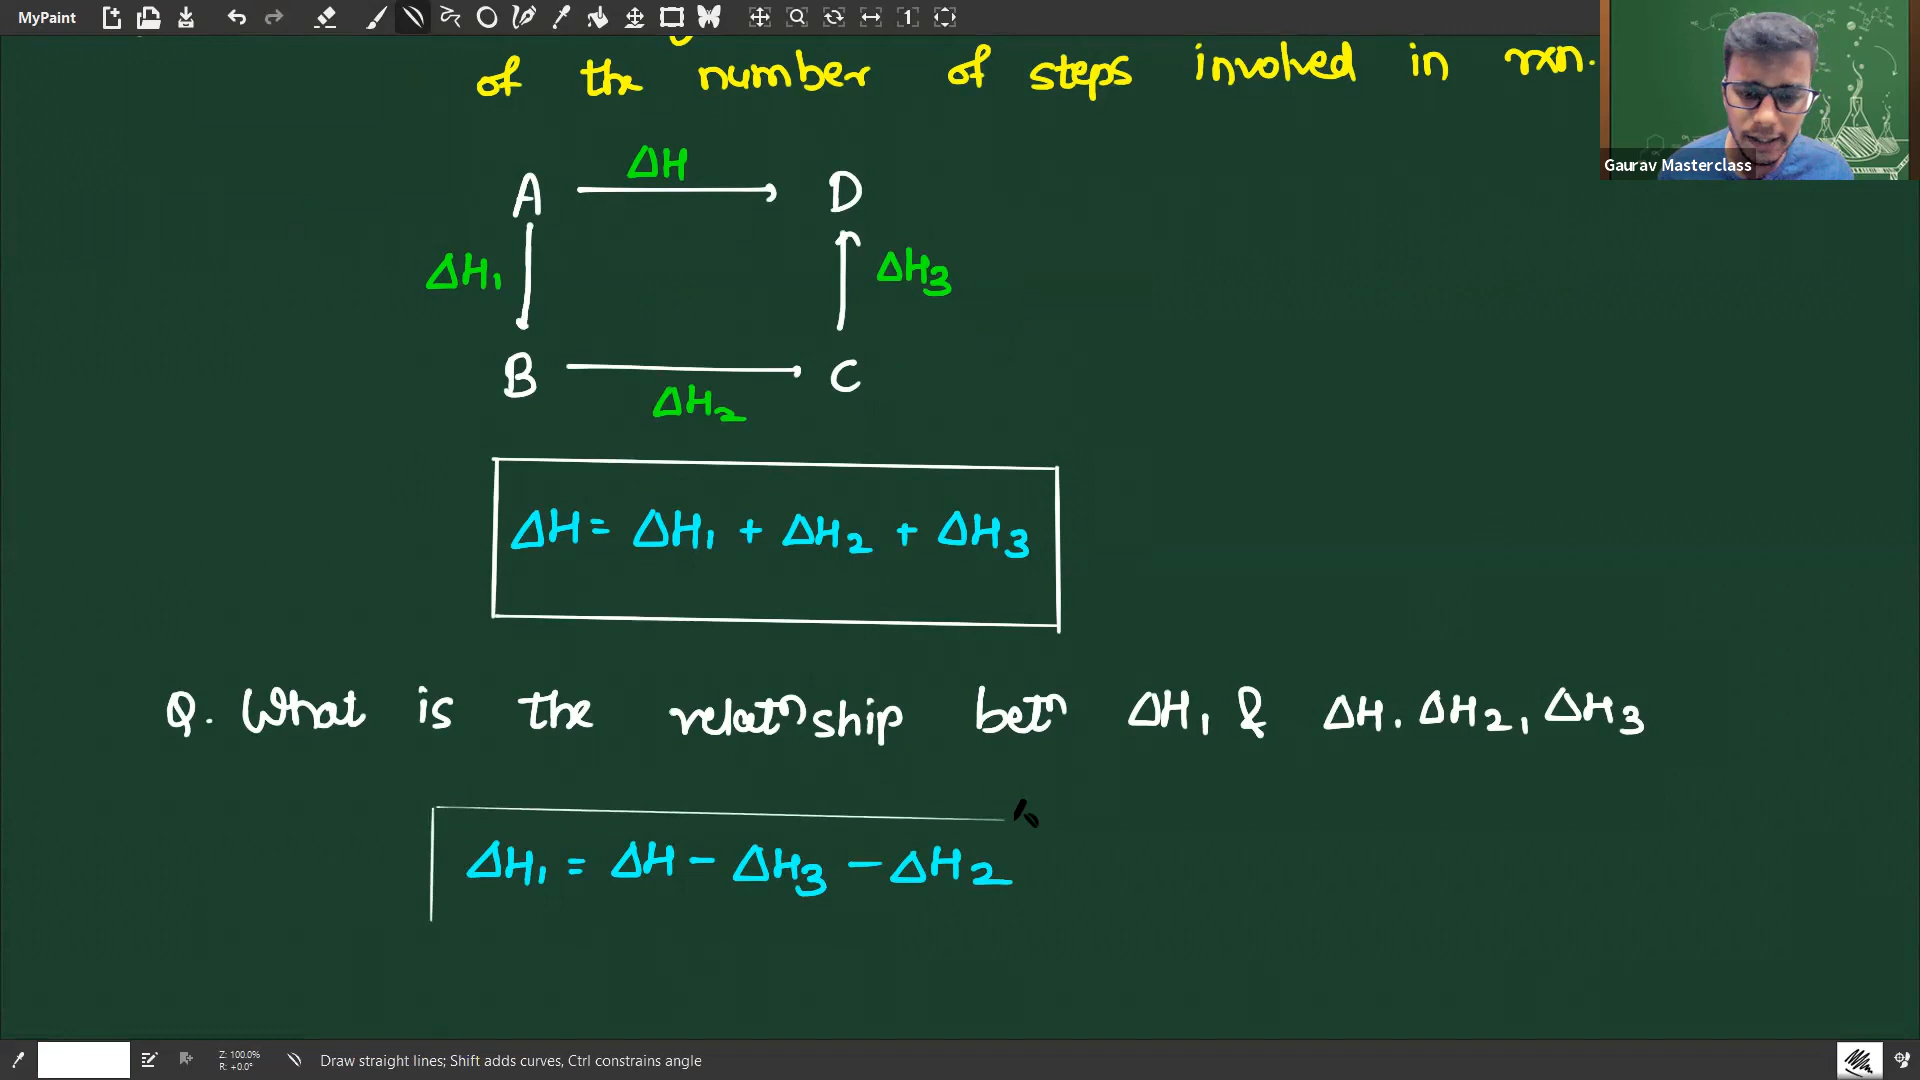 MyPaint
of the number of steps involved in rxn.
Gaurav Masterclass
ΔH
A D
ΔH₁ ΔH₃
B C
ΔH₂
ΔH = ΔH₁ + ΔH₂ + ΔH₃
Q. What is the relatⁿship betⁿ ΔH₁ & ΔH, ΔH₂, ΔH₃
ΔH₁ = ΔH - ΔH₃ - ΔH₂
Z: 100.0%
R: +0.0°
Draw straight lines; Shift adds curves, Ctrl constrains angle